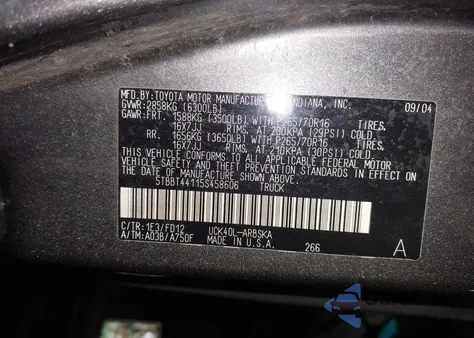 MFD.BY:TOYOTA MOTOR MANUFACTURING INDIANA, INC. 09/04
GVWR:2858KG (6300LB)
GAWR:FRT. 1588KG (3500LB) WITH P265/70R16 TIRES.
16X7JJ RIMS. AT 200KPA (29PSI) COLD
RR. 1656KG (3650LB) WITH P265/70R16 TIRES.
16X7JJ RIMS. AT 210KPA (30PSI) COLD
THIS VEHICLE CONFORMS TO ALL APPLICABLE FEDERAL MOTOR
VEHICLE SAFETY AND THEFT PREVENTION STANDARDS IN EFFECT ON
THE DATE OF MANUFACTURE SHOWN ABOVE.
5TBBT44115S458606 TRUCK
C/TR:1E3/FD12 UCK40L-ARBSKA
A/TM:A03B/A750F MADE IN U.S.A. 266 A